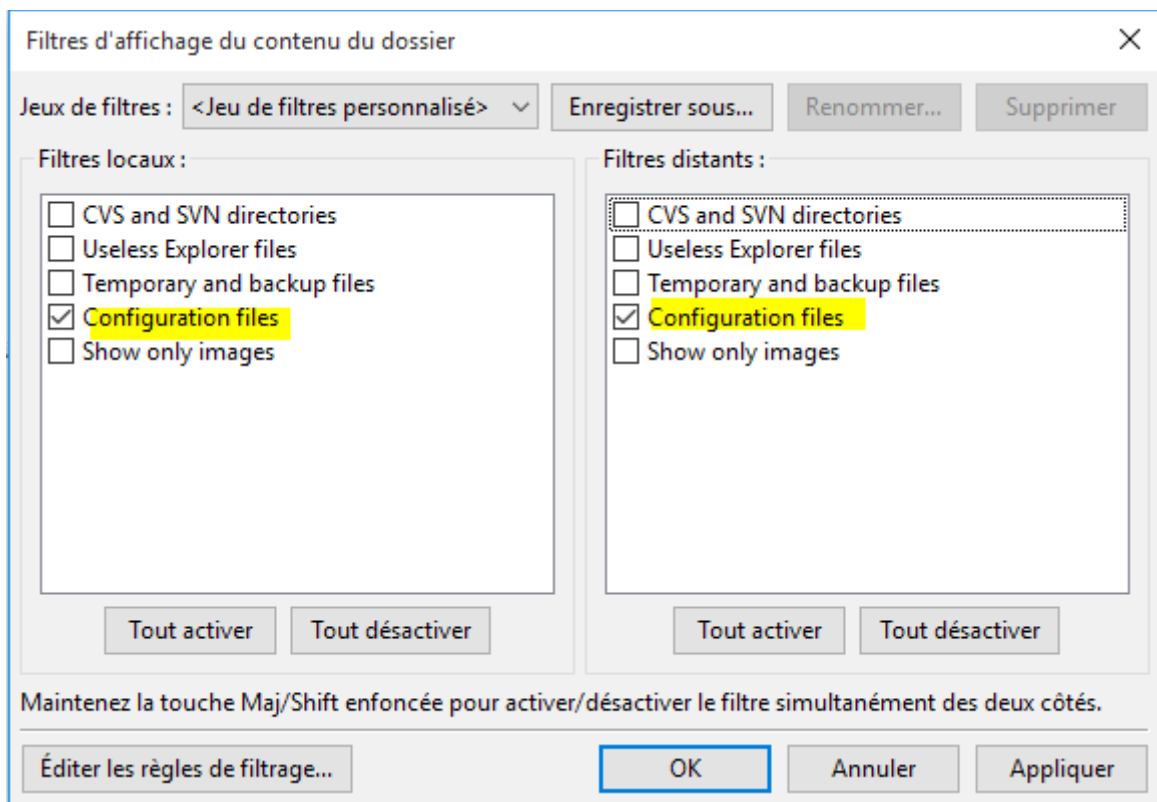 Filtres d'affichage du contenu du dossier
Jeux de filtres : <Jeu de filtres personnalisé> Enregistrer sous... Renommer... Supprimer
Filtres locaux :
CVS and SVN directories
Useless Explorer files
Temporary and backup files
Configuration files
Show only images
Tout activer Tout désactiver
Filtres distants :
CVS and SVN directories
Useless Explorer files
Temporary and backup files
Configuration files
Show only images
Tout activer Tout désactiver
Maintenez la touche Maj/Shift enfoncée pour activer/désactiver le filtre simultanément des deux côtés.
Éditer les règles de filtrage... OK Annuler Appliquer